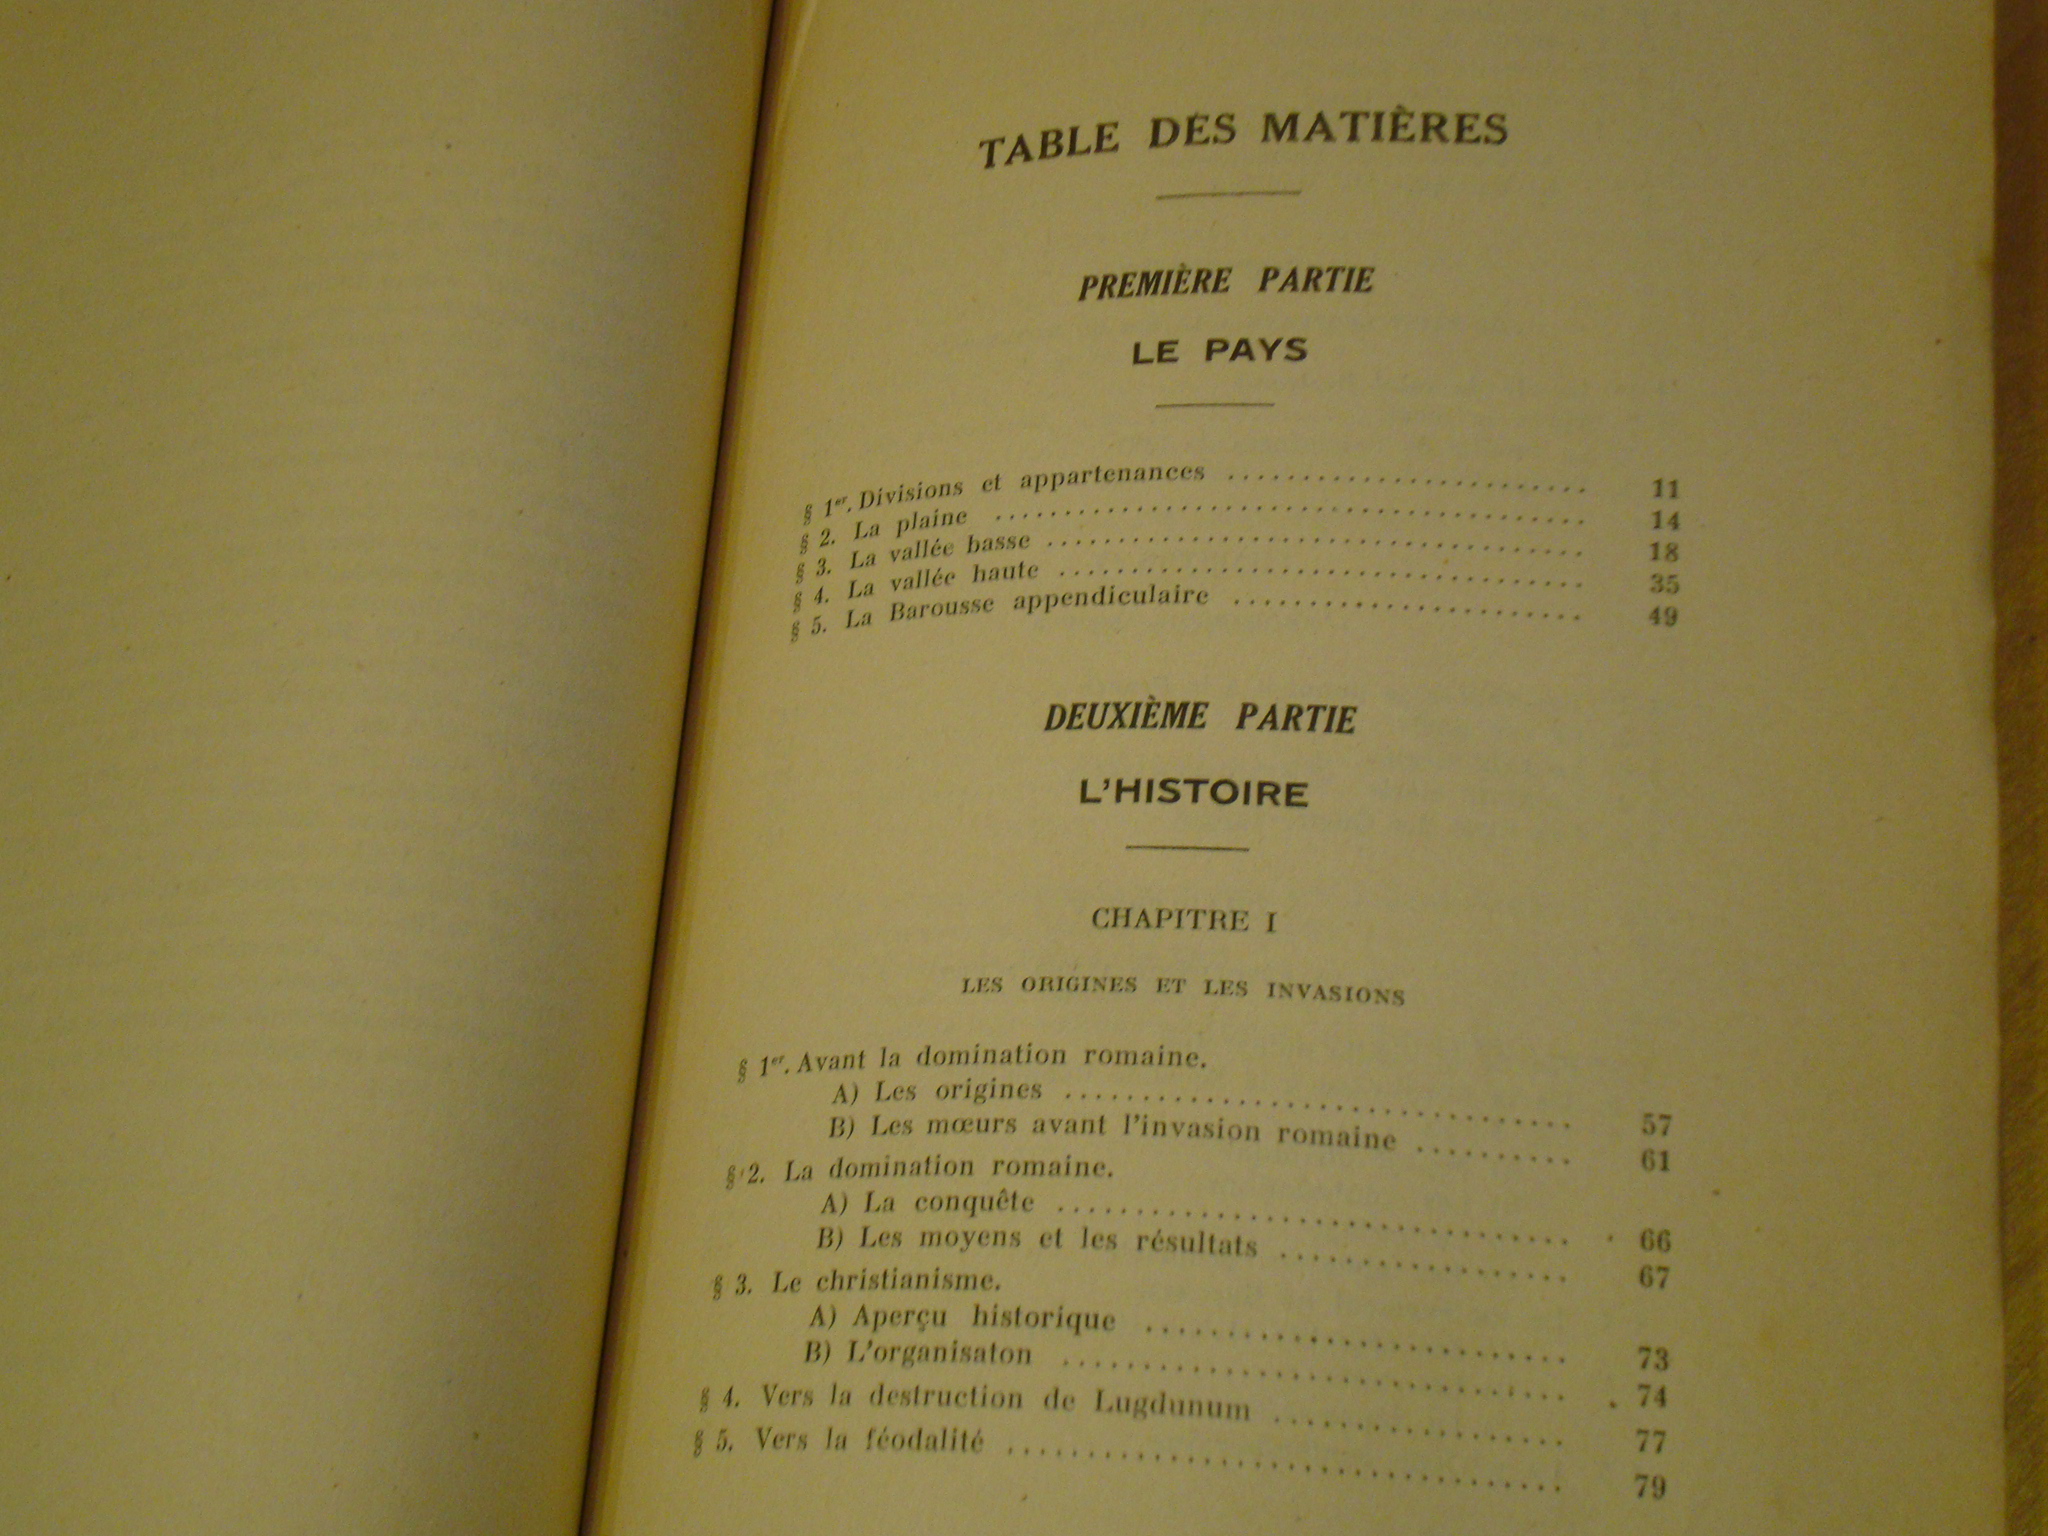 TABLE DES MATIÈRES
PREMIÈRE PARTIE
LE PAYS
§ 1er. Divisions et appartenances ........................ 11
§ 2. La plaine ........................................ 14
§ 3. La vallée basse .................................... 18
§ 4. La vallée haute ................................... 35
§ 5. La Barousse appendiculaire ........................ 49
DEUXIÈME PARTIE
L'HISTOIRE
CHAPITRE I
LES ORIGINES ET LES INVASIONS
§ 1er. Avant la domination romaine.
A) Les origines ................................. 57
B) Les mœurs avant l'invasion romaine .......... 61
§ 2. La domination romaine.
A) La conquête ................................. 66
B) Les moyens et les résultats .................. 67
§ 3. Le christianisme.
A) Aperçu historique ........................... 73
B) L'organisaton ................................ 74
§ 4. Vers la destruction de Lugdunum .................. 77
§ 5. Vers la féodalité .................................. 79